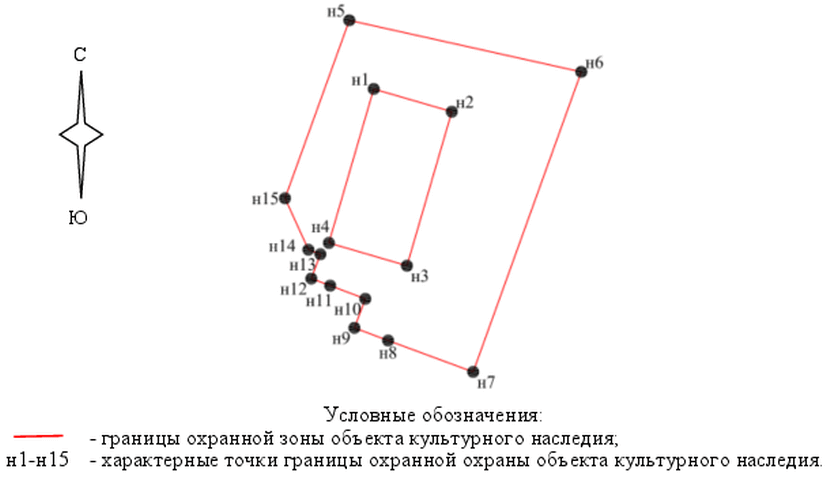 н5
н6
С
н1
н2
н15
Ю
н4
н14
н13
н3
н12
н11
н10
н9
н8
н7
Условные обозначения:
- границы охранной зоны объекта культурного наследия;
н1-н15 - характерные точки границы охранной охраны объекта культурного наследия.